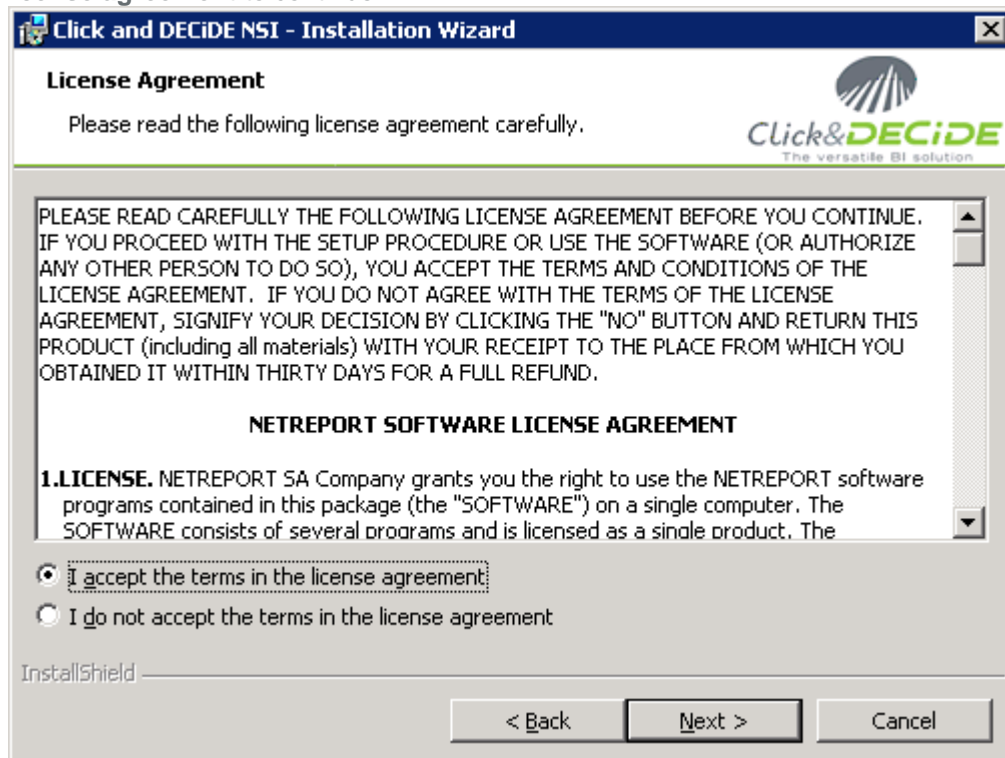 Click and DECiDE NSI - Installation Wizard
License Agreement
Please read the following license agreement carefully.
Click&DECiDE
The versatile BI solution
PLEASE READ CAREFULLY THE FOLLOWING LICENSE AGREEMENT BEFORE YOU CONTINUE.
IF YOU PROCEED WITH THE SETUP PROCEDURE OR USE THE SOFTWARE (OR AUTHORIZE
ANY OTHER PERSON TO DO SO), YOU ACCEPT THE TERMS AND CONDITIONS OF THE
LICENSE AGREEMENT.  IF YOU DO NOT AGREE WITH THE TERMS OF THE LICENSE
AGREEMENT, SIGNIFY YOUR DECISION BY CLICKING THE "NO" BUTTON AND RETURN THIS
PRODUCT (including all materials) WITH YOUR RECEIPT TO THE PLACE FROM WHICH YOU
OBTAINED IT WITHIN THIRTY DAYS FOR A FULL REFUND.
NETREPORT SOFTWARE LICENSE AGREEMENT
1.LICENSE. NETREPORT SA Company grants you the right to use the NETREPORT software
programs contained in this package (the "SOFTWARE") on a single computer. The
SOFTWARE consists of several programs and is licensed as a single product. The
I accept the terms in the license agreement
I do not accept the terms in the license agreement
InstallShield
< Back
Next >
Cancel